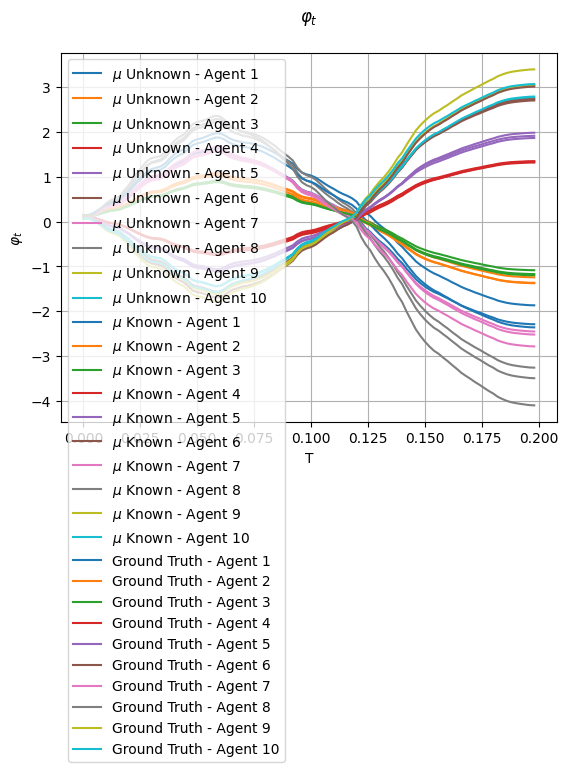 φₜ
3
2
1
0
−1
−2
−3
−4
φₜ
0.000
0.025
0.050
0.075
0.100
0.125
0.150
0.175
0.200
T
μ Unknown - Agent 1
μ Unknown - Agent 2
μ Unknown - Agent 3
μ Unknown - Agent 4
μ Unknown - Agent 5
μ Unknown - Agent 6
μ Unknown - Agent 7
μ Unknown - Agent 8
μ Unknown - Agent 9
μ Unknown - Agent 10
μ Known - Agent 1
μ Known - Agent 2
μ Known - Agent 3
μ Known - Agent 4
μ Known - Agent 5
μ Known - Agent 6
μ Known - Agent 7
μ Known - Agent 8
μ Known - Agent 9
μ Known - Agent 10
Ground Truth - Agent 1
Ground Truth - Agent 2
Ground Truth - Agent 3
Ground Truth - Agent 4
Ground Truth - Agent 5
Ground Truth - Agent 6
Ground Truth - Agent 7
Ground Truth - Agent 8
Ground Truth - Agent 9
Ground Truth - Agent 10